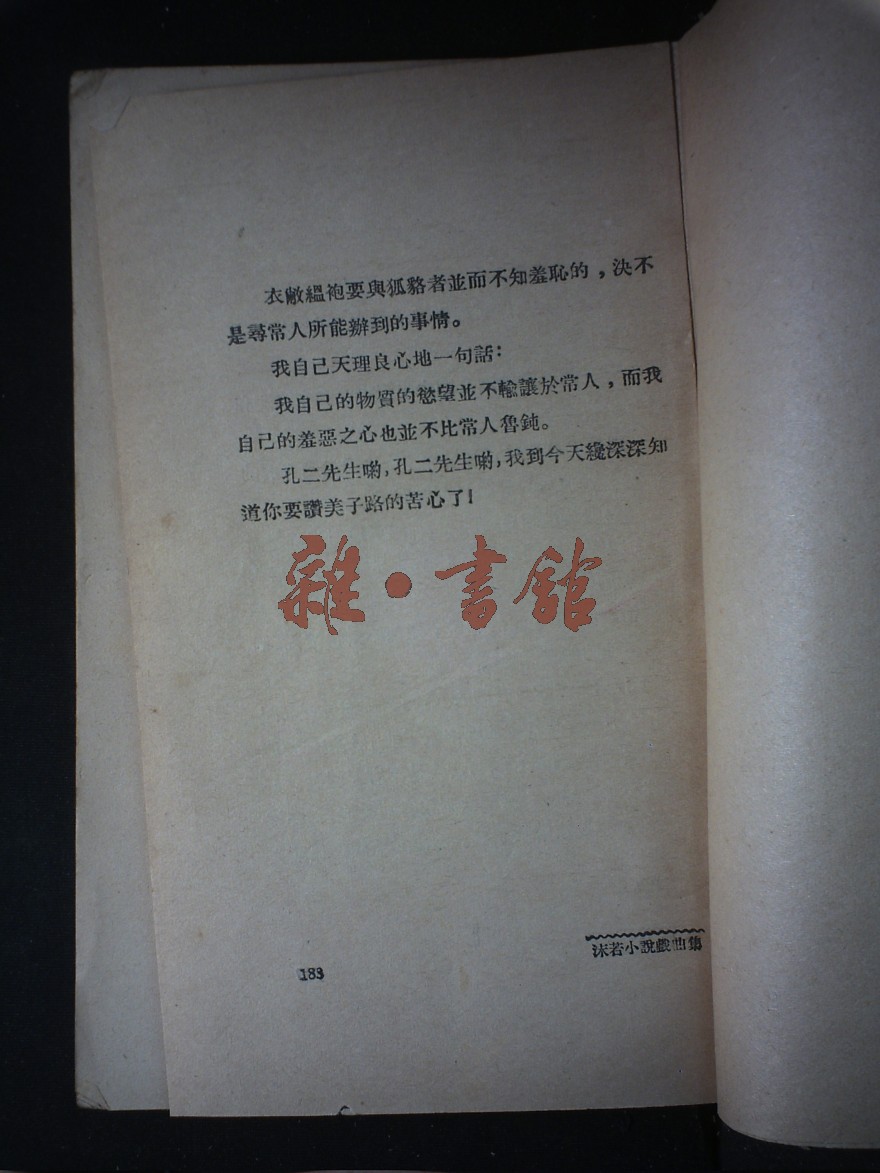 衣敝縕袍要與狐貉者並而不知羞恥的，決不
是尋常人所能辦到的事情。
我自己天理良心地一句話：
我自己的物質的慾望並不輸讓於常人，而我
自己的羞惡之心也並不比常人魯鈍。
孔二先生喲，孔二先生喲，我到今天纔深深知
道你要讚美子路的苦心了！
雜·書館
沫若小說戲曲集
183